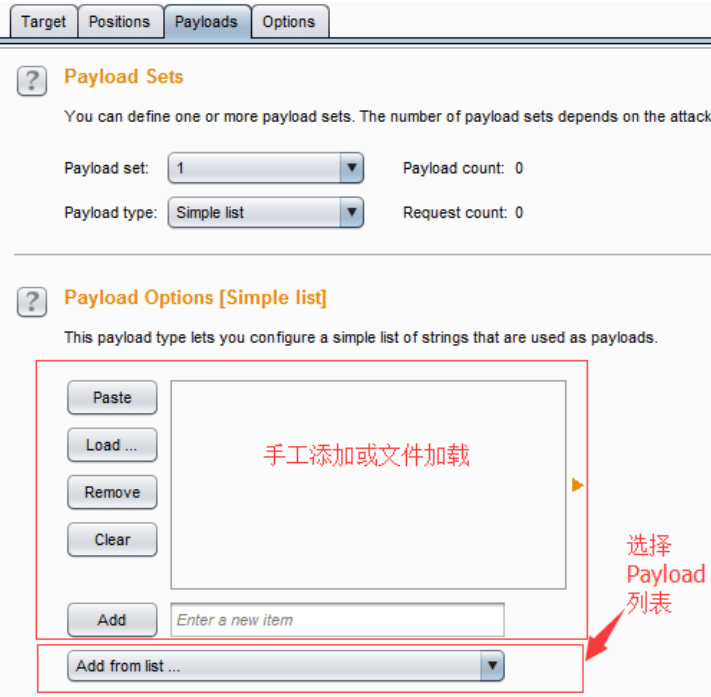 Target Positions Payloads Options
? Payload Sets
You can define one or more payload sets. The number of payload sets depends on the attack
Payload set: 1 Payload count: 0
Payload type: Simple list Request count: 0
? Payload Options [Simple list]
This payload type lets you configure a simple list of strings that are used as payloads.
Paste
Load ...
手工添加或文件加载
Remove
Clear
选择
Payload
列表
Add Enter a new item
Add from list ...